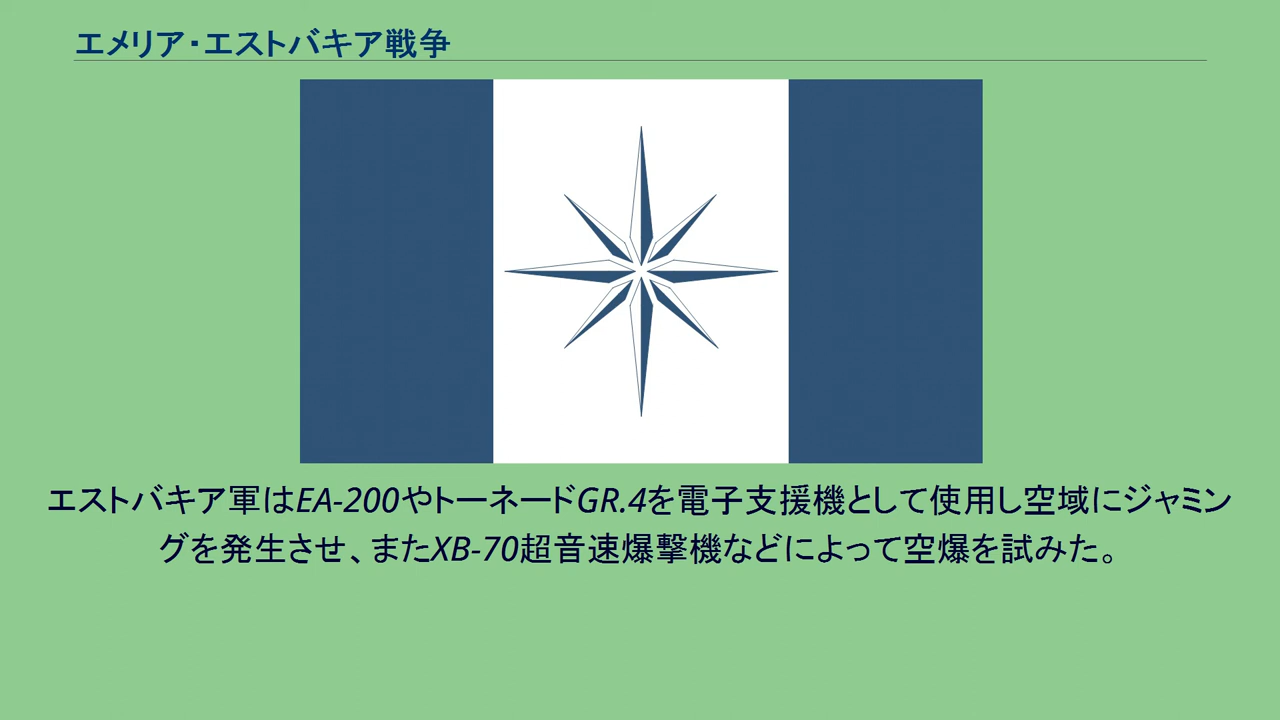 エメリア・エストバキア戦争
エストバキア軍はEA-200やトーネードGR.4を電子支援機として使用し空域にジャミン
グを発生させ、またXB-70超音速爆撃機などによって空爆を試みた。